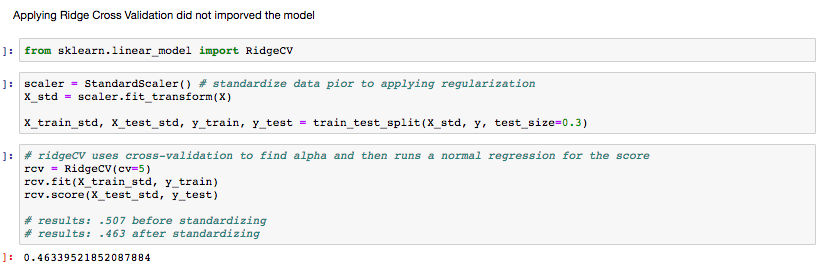 Applying Ridge Cross Validation did not imporved the model
]: from sklearn.linear_model import RidgeCV
]: scaler = StandardScaler() # standardize data pior to applying regularization
X_std = scaler.fit_transform(X)
X_train_std, X_test_std, y_train, y_test = train_test_split(X_std, y, test_size=0.3)
]: # ridgeCV uses cross-validation to find alpha and then runs a normal regression for the score
rcv = RidgeCV(cv=5)
rcv.fit(X_train_std, y_train)
rcv.score(X_test_std, y_test)
# results: .507 before standardizing
# results: .463 after standardizing
]: 0.46339521852087884